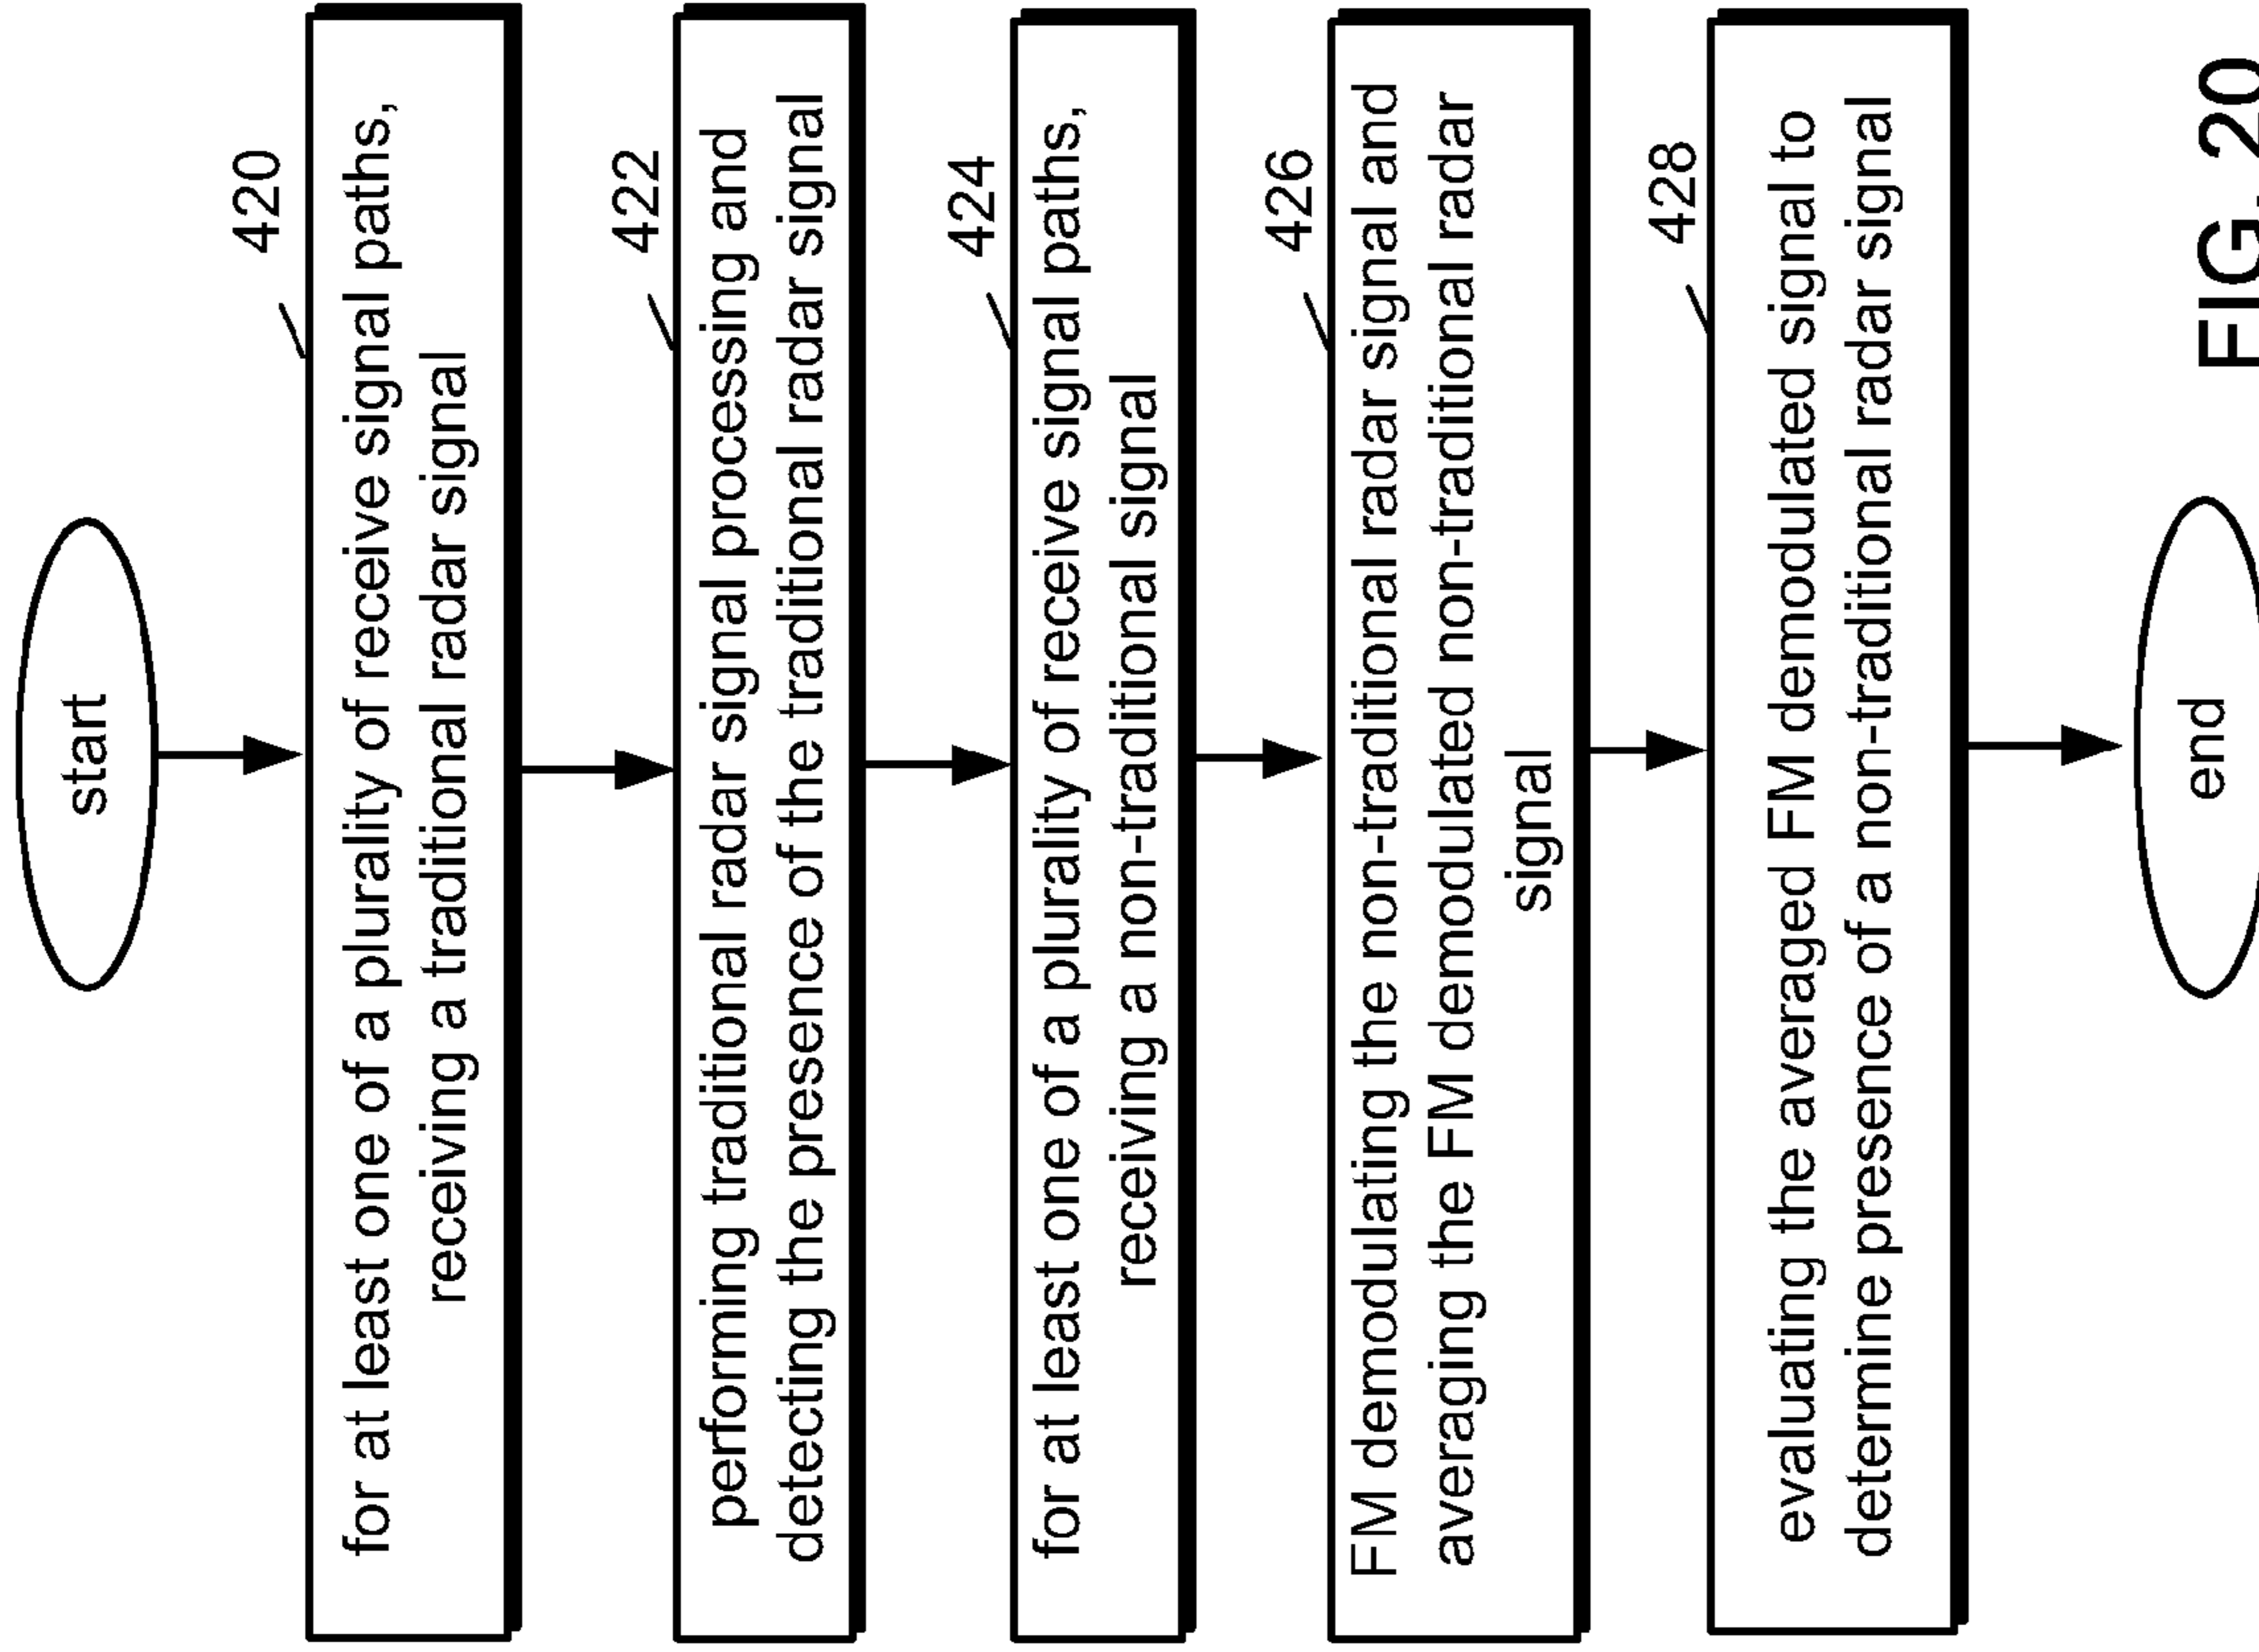 start
420
for at least one of a plurality of receive signal paths,
receiving a traditional radar signal
422
performing traditional radar signal processing and
detecting the presence of the traditional radar signal
424
for at least one of a plurality of receive signal paths,
receiving a non-traditional signal
426
FM demodulating the non-traditional radar signal and
averaging the FM demodulated non-traditional radar
signal
428
evaluating the averaged FM demodulated signal to
determine presence of a non-traditional radar signal
end
FIG. 20